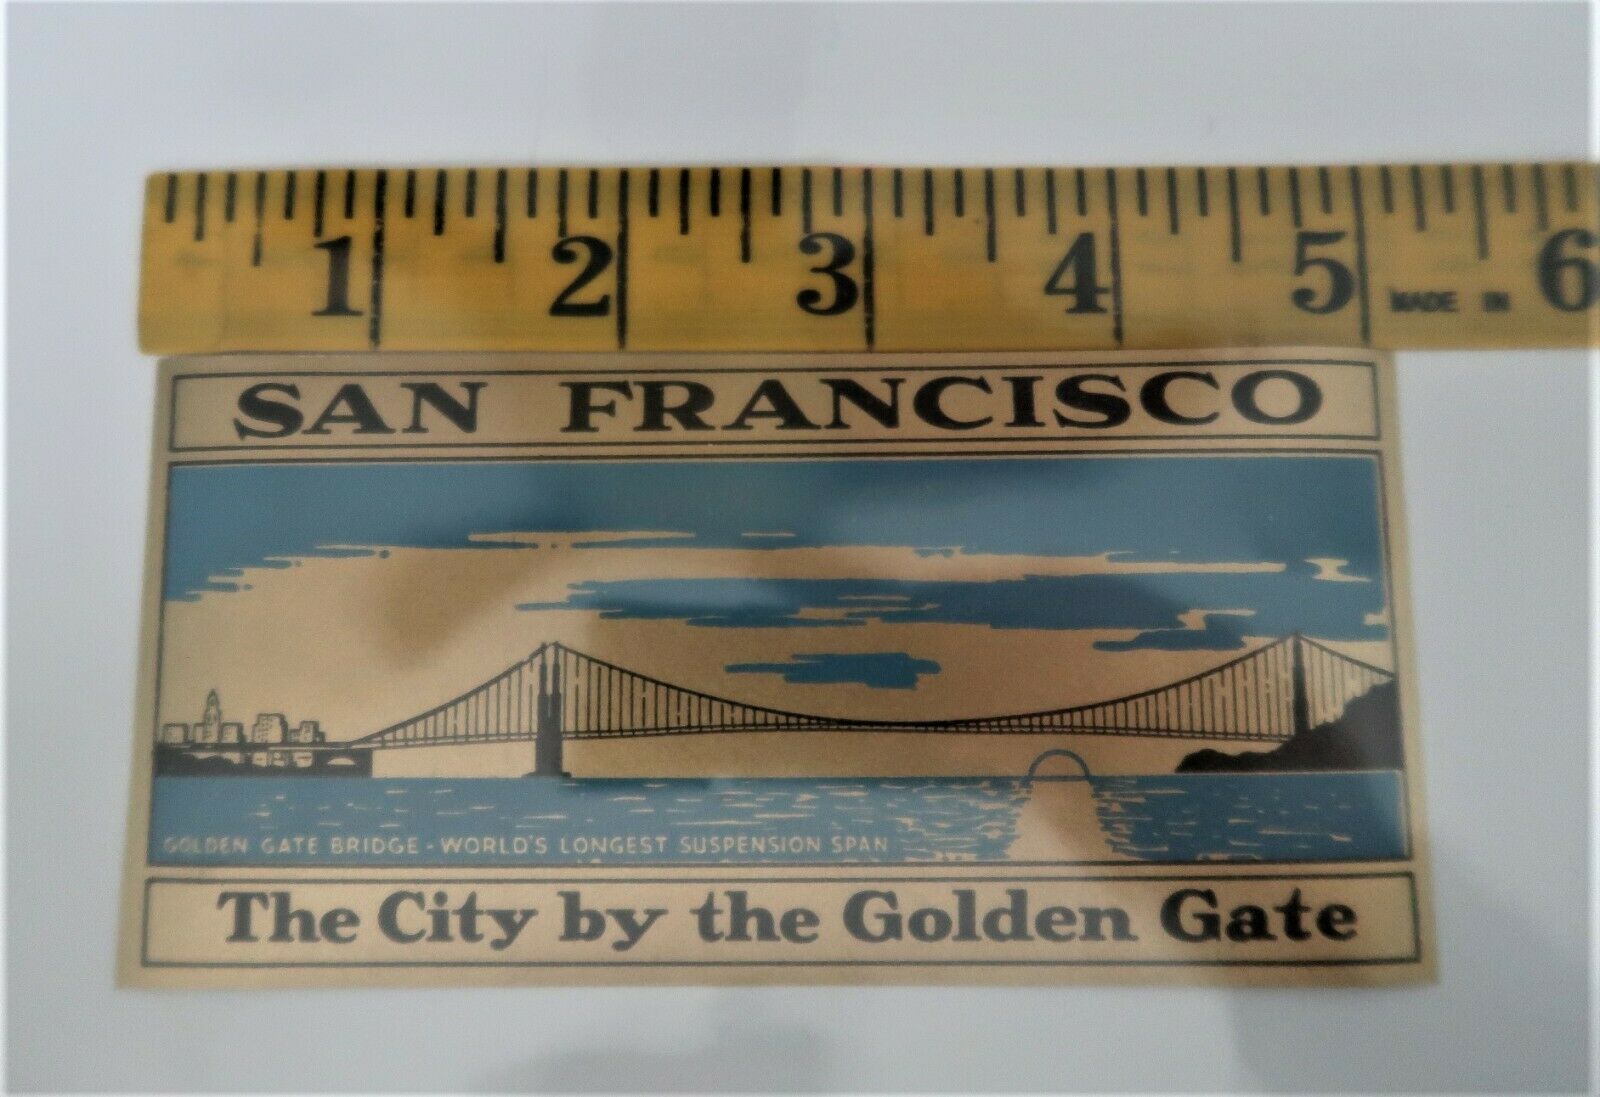 1 2 3 4 5 6
MADE IN
SAN FRANCISCO
GOLDEN GATE BRIDGE - WORLD'S LONGEST SUSPENSION SPAN
The City by the Golden Gate